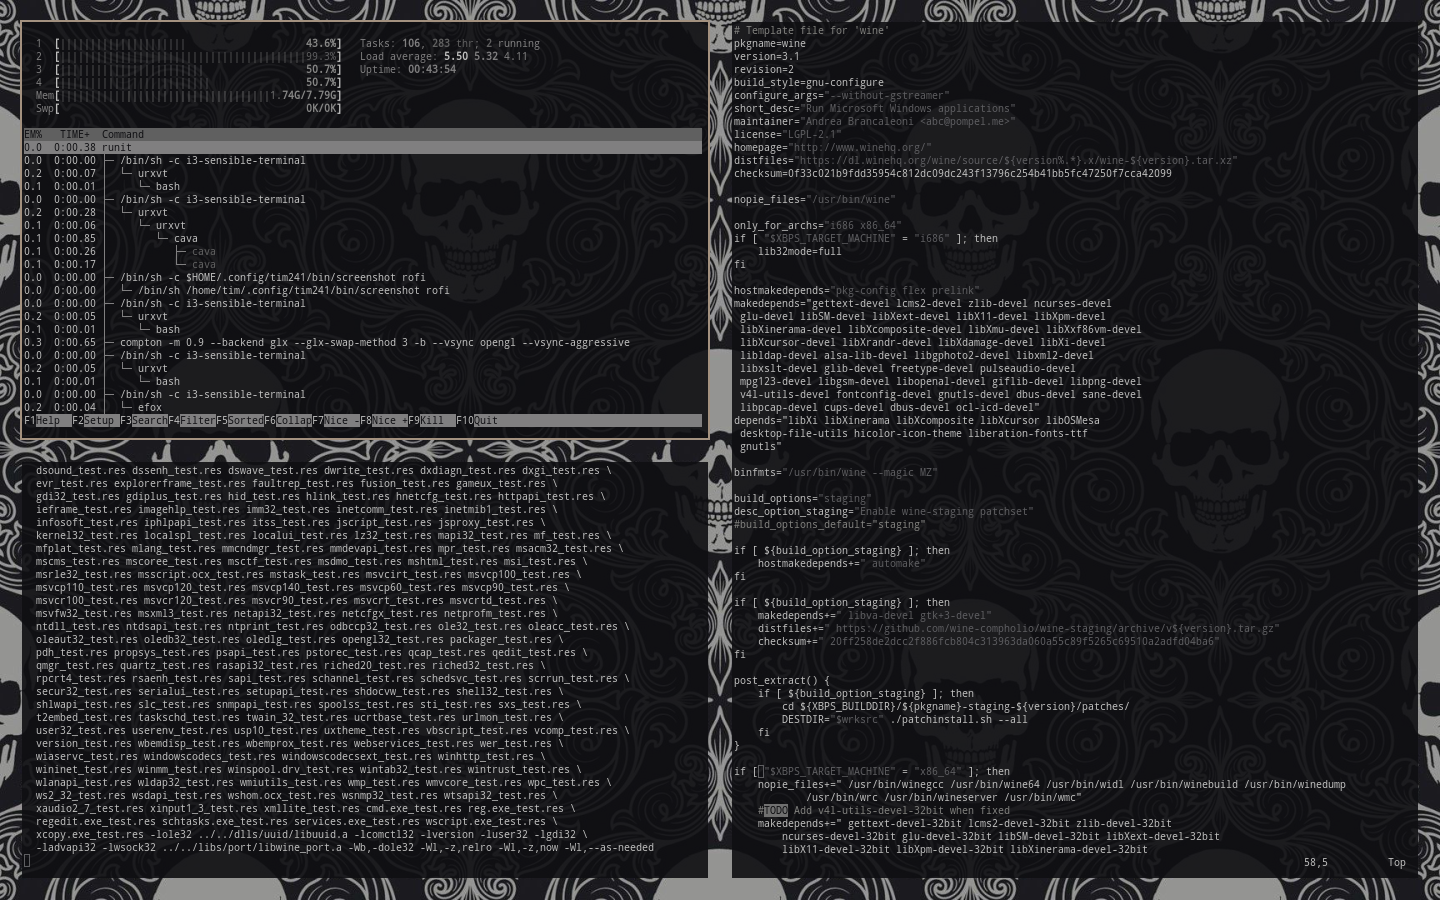 1 [ 43.6%] Tasks: 106, 283 thr; 2 running
2 [ 99.3%] Load average: 5.50 5.32 4.11
3 [ 50.7%] Uptime: 00:43:54
4 [ 50.7%]
Mem[ 1.74G/7.79G]
Swp[ 0K/0K]
EM% TIME+ Command
0.0 0:00.38 runit
0.0 0:00.00 ├─ /bin/sh -c i3-sensible-terminal
0.2 0:00.07 │ └─ urxvt
0.1 0:00.01 │ └─ bash
0.0 0:00.00 ├─ /bin/sh -c i3-sensible-terminal
0.2 0:00.28 │ └─ urxvt
0.1 0:00.06 │ └─ urxvt
0.1 0:00.85 │ └─ cava
0.1 0:00.26 │ ├─ cava
0.1 0:00.17 │ └─ cava
0.0 0:00.00 ├─ /bin/sh -c $HOME/.config/tim241/bin/screenshot rofi
0.0 0:00.00 │ └─ /bin/sh /home/tim/.config/tim241/bin/screenshot rofi
0.0 0:00.00 ├─ /bin/sh -c i3-sensible-terminal
0.2 0:00.05 │ └─ urxvt
0.1 0:00.01 │ └─ bash
0.3 0:00.65 ├─ compton -m 0.9 --backend glx --glx-swap-method 3 -b --vsync opengl --vsync-aggressive
0.0 0:00.00 ├─ /bin/sh -c i3-sensible-terminal
0.2 0:00.05 │ └─ urxvt
0.1 0:00.01 │ └─ bash
0.0 0:00.00 ├─ /bin/sh -c i3-sensible-terminal
0.2 0:00.04 │ └─ efox
F1Help F2Setup F3SearchF4FilterF5SortedF6CollapF7Nice -F8Nice +F9Kill F10Quit
dsound_test.res dssenh_test.res dswave_test.res dwrite_test.res dxdiagn_test.res dxgi_test.res \
evr_test.res explorerframe_test.res faultrep_test.res fusion_test.res gameux_test.res \
gdi32_test.res gdiplus_test.res hid_test.res hlink_test.res hnetcfg_test.res httpapi_test.res \
ieframe_test.res imagehlp_test.res imm32_test.res inetcomm_test.res inetmib1_test.res \
infosoft_test.res iphlpapi_test.res itss_test.res jscript_test.res jsproxy_test.res \
kernel32_test.res localspl_test.res localui_test.res lz32_test.res mapi32_test.res mf_test.res \
mfplat_test.res mlang_test.res mmcndmgr_test.res mmdevapi_test.res mpr_test.res msacm32_test.res \
mscms_test.res mscoree_test.res msctf_test.res msdmo_test.res mshtml_test.res msi_test.res \
msrle32_test.res msscript.ocx_test.res mstask_test.res msvcirt_test.res msvcp100_test.res \
msvcp110_test.res msvcp120_test.res msvcp140_test.res msvcp60_test.res msvcp90_test.res \
msvcr100_test.res msvcr120_test.res msvcr90_test.res msvcrt_test.res msvcrtd_test.res \
msvfw32_test.res msxml3_test.res netapi32_test.res netcfgx_test.res netprofm_test.res \
ntdll_test.res ntdsapi_test.res ntprint_test.res odbccp32_test.res ole32_test.res oleacc_test.res \
oleaut32_test.res oledb32_test.res oledlg_test.res opengl32_test.res packager_test.res \
pdh_test.res propsys_test.res psapi_test.res pstorec_test.res qcap_test.res qedit_test.res \
qmgr_test.res quartz_test.res rasapi32_test.res riched20_test.res riched32_test.res \
rpcrt4_test.res rsaenh_test.res sapi_test.res schannel_test.res schedsvc_test.res scrrun_test.res \
secur32_test.res serialui_test.res setupapi_test.res shdocvw_test.res shell32_test.res \
shlwapi_test.res slc_test.res snmpapi_test.res spoolss_test.res sti_test.res sxs_test.res \
t2embed_test.res taskschd_test.res twain_32_test.res ucrtbase_test.res urlmon_test.res \
user32_test.res userenv_test.res usp10_test.res uxtheme_test.res vbscript_test.res vcomp_test.res \
version_test.res wbemdisp_test.res wbemprox_test.res webservices_test.res wer_test.res \
wiaservc_test.res windowscodecs_test.res windowscodecsext_test.res winhttp_test.res \
wininet_test.res winmm_test.res winspool.drv_test.res wintab32_test.res wintrust_test.res \
wlanapi_test.res wldap32_test.res wmiutils_test.res wmp_test.res wmvcore_test.res wpc_test.res \
ws2_32_test.res wsdapi_test.res wshom.ocx_test.res wsnmp32_test.res wtsapi32_test.res \
xaudio2_7_test.res xinput1_3_test.res xmllite_test.res cmd.exe_test.res reg.exe_test.res \
regedit.exe_test.res schtasks.exe_test.res services.exe_test.res wscript.exe_test.res \
xcopy.exe_test.res -lole32 ../../dlls/uuid/libuuid.a -lcomctl32 -lversion -luser32 -lgdi32 \
-ladvapi32 -lwsock32 ../../libs/port/libwine_port.a -Wb,-dole32 -Wl,-z,relro -Wl,-z,now -Wl,--as-needed
# Template file for 'wine'
pkgname=wine
version=3.1
revision=2
build_style=gnu-configure
configure_args="--without-gstreamer"
short_desc="Run Microsoft Windows applications"
maintainer="Andrea Brancaleoni <abc@pompel.me>"
license="LGPL-2.1"
homepage="http://www.winehq.org/"
distfiles="https://dl.winehq.org/wine/source/${version%.*}.x/wine-${version}.tar.xz"
checksum=0f33c021b9fdd35954c812dc09dc243f13796c254b41bb5fc47250f7cca42099
nopie_files="/usr/bin/wine"
only_for_archs="i686 x86_64"
if [ "$XBPS_TARGET_MACHINE" = "i686" ]; then
lib32mode=full
fi
hostmakedepends="pkg-config flex prelink"
makedepends="gettext-devel lcms2-devel zlib-devel ncurses-devel
glu-devel libSM-devel libXext-devel libX11-devel libXpm-devel
libXinerama-devel libXcomposite-devel libXmu-devel libXxf86vm-devel
libXcursor-devel libXrandr-devel libXdamage-devel libXi-devel
libldap-devel alsa-lib-devel libgphoto2-devel libxml2-devel
libxslt-devel glib-devel freetype-devel pulseaudio-devel
mpg123-devel libgsm-devel libopenal-devel giflib-devel libpng-devel
v4l-utils-devel fontconfig-devel gnutls-devel dbus-devel sane-devel
libpcap-devel cups-devel dbus-devel ocl-icd-devel"
depends="libXi libXinerama libXcomposite libXcursor libOSMesa
desktop-file-utils hicolor-icon-theme liberation-fonts-ttf
gnutls"
binfmts="/usr/bin/wine --magic MZ"
build_options="staging"
desc_option_staging="Enable wine-staging patchset"
#build_options_default="staging"
if [ ${build_option_staging} ]; then
hostmakedepends+=" automake"
fi
if [ ${build_option_staging} ]; then
makedepends+=" libva-devel gtk+3-devel"
distfiles+=" https://github.com/wine-compholio/wine-staging/archive/v${version}.tar.gz"
checksum+=" 20ff258de2dcc2f886fcb804c313963da060a55c89f5265c69510a2adfd04ba6"
fi
post_extract() {
if [ ${build_option_staging} ]; then
cd ${XBPS_BUILDDIR}/${pkgname}-staging-${version}/patches/
DESTDIR="$wrksrc" ./patchinstall.sh --all
fi
}
if [ "$XBPS_TARGET_MACHINE" = "x86_64" ]; then
nopie_files+=" /usr/bin/winegcc /usr/bin/wine64 /usr/bin/widl /usr/bin/winebuild /usr/bin/winedump
/usr/bin/wrc /usr/bin/wineserver /usr/bin/wmc"
#TODO Add v4l-utils-devel-32bit when fixed
makedepends+=" gettext-devel-32bit lcms2-devel-32bit zlib-devel-32bit
ncurses-devel-32bit glu-devel-32bit libSM-devel-32bit libXext-devel-32bit
libX11-devel-32bit libXpm-devel-32bit libXinerama-devel-32bit
58,5 Top